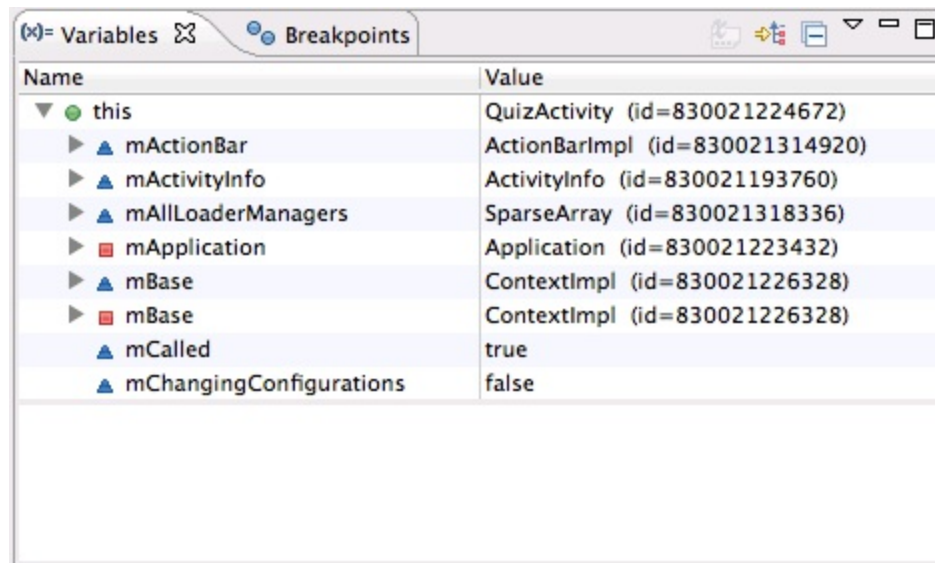 (x)= Variables Breakpoints
Name Value
this QuizActivity (id=830021224672)
mActionBar ActionBarImpl (id=830021314920)
mActivityInfo ActivityInfo (id=830021193760)
mAllLoaderManagers SparseArray (id=830021318336)
mApplication Application (id=830021223432)
mBase ContextImpl (id=830021226328)
mBase ContextImpl (id=830021226328)
mCalled true
mChangingConfigurations false